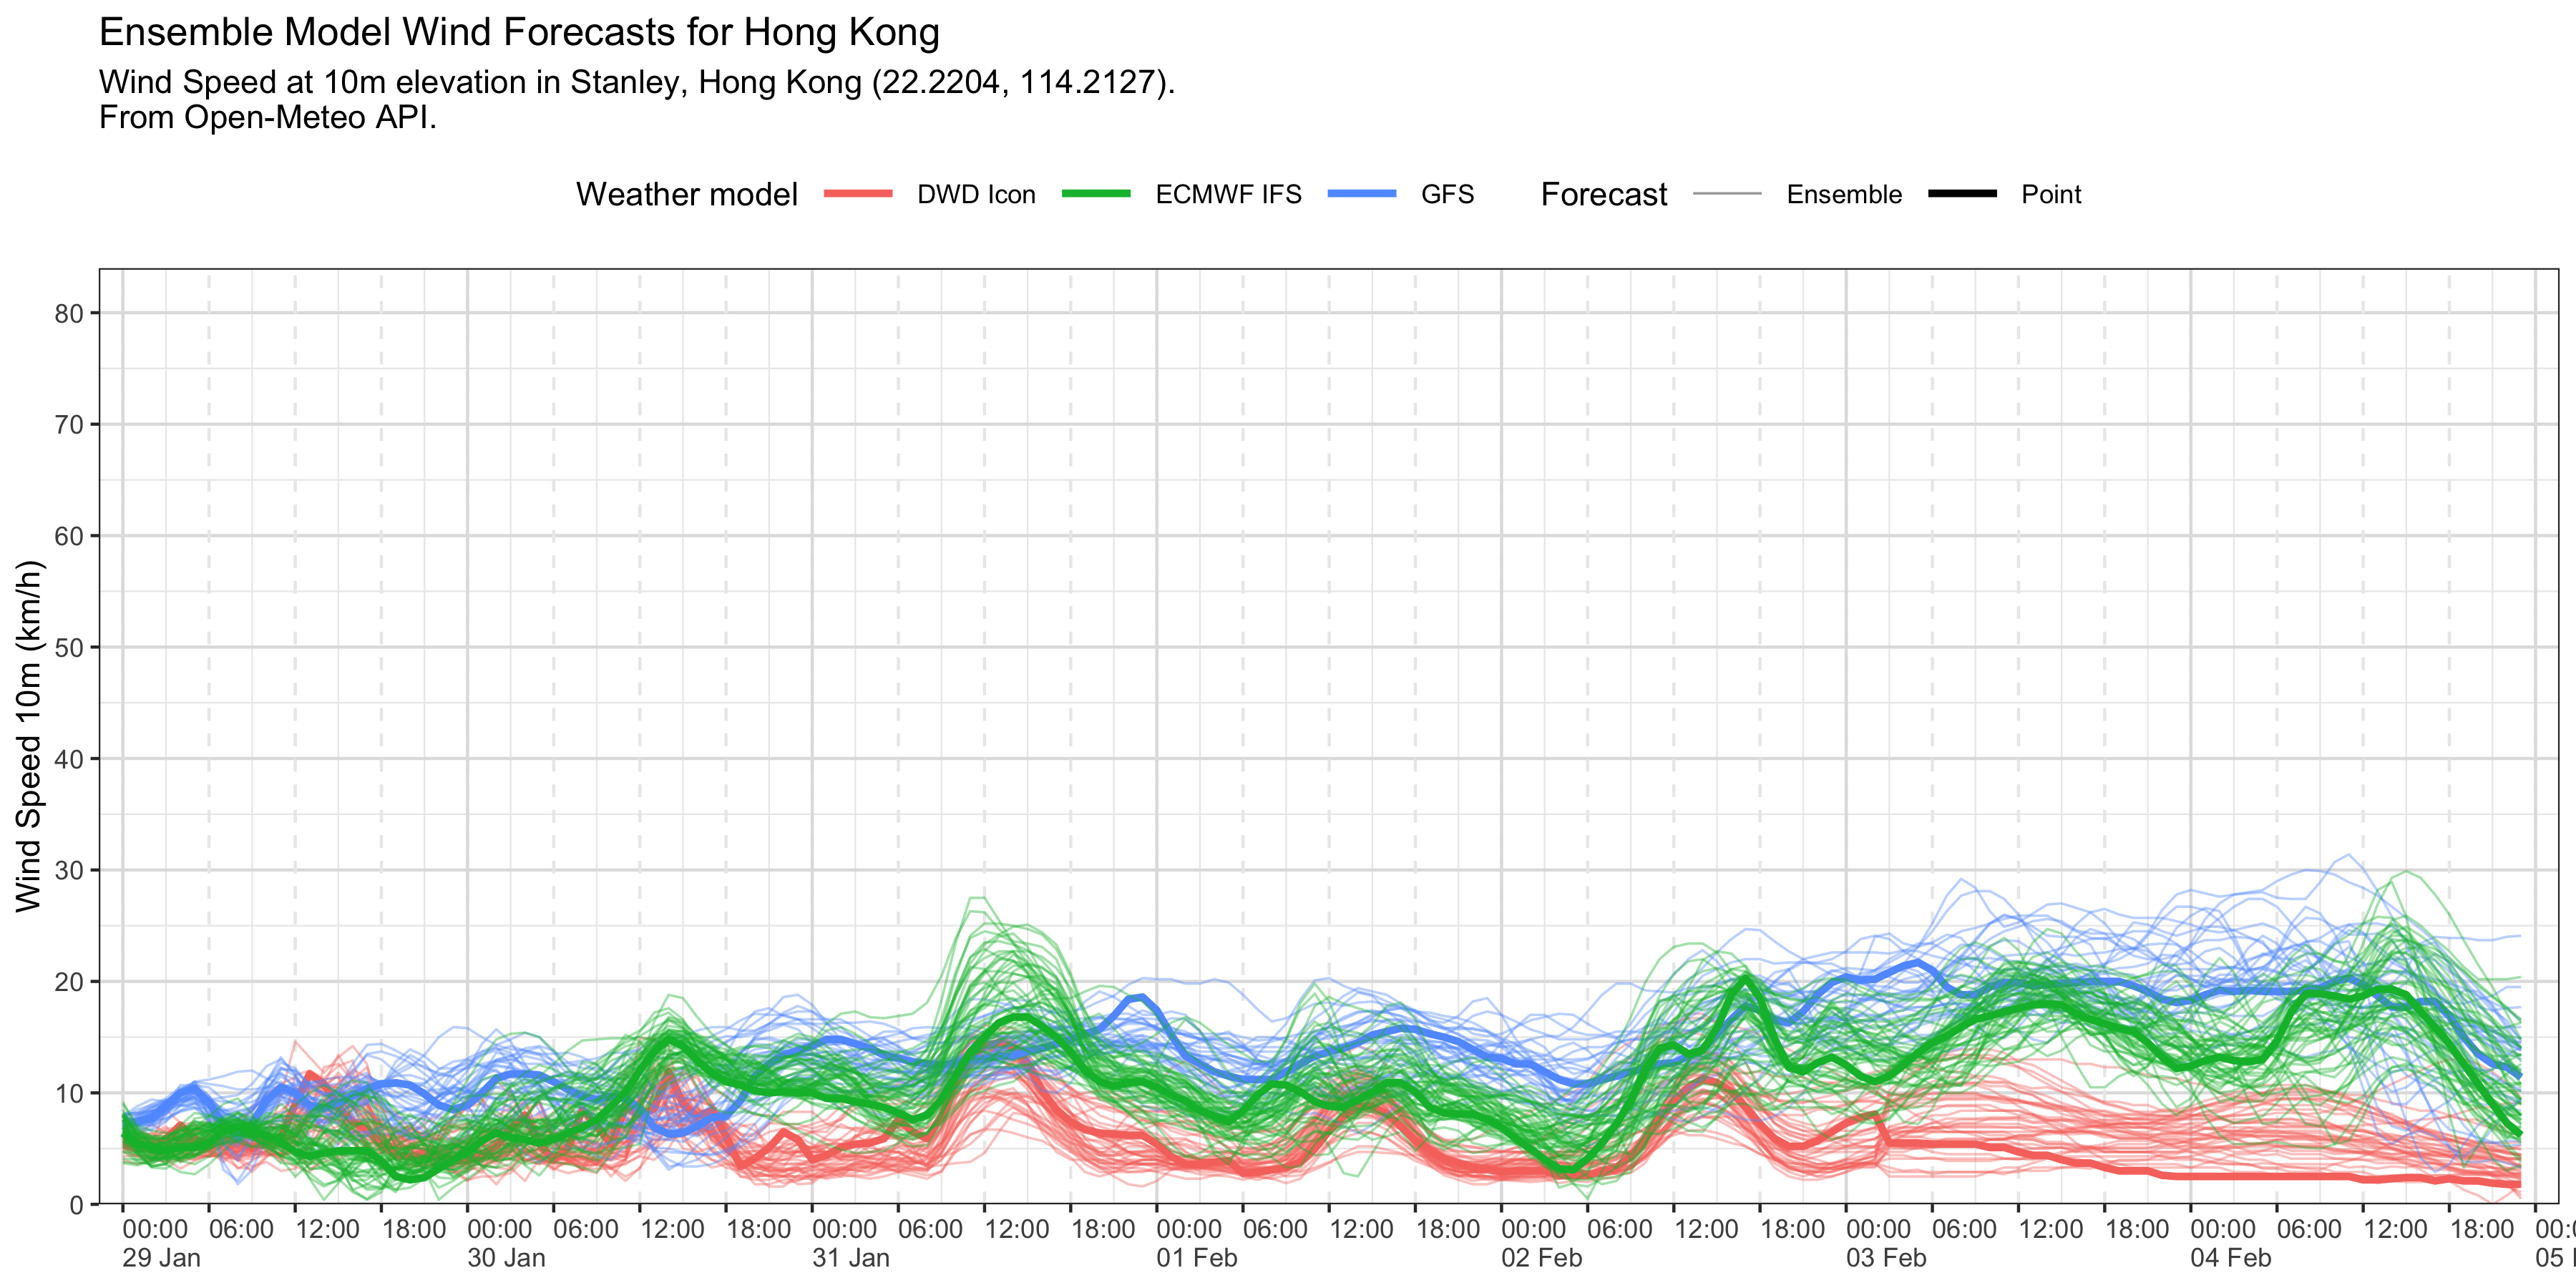 Ensemble Model Wind Forecasts for Hong Kong
Wind Speed at 10m elevation in Stanley, Hong Kong (22.2204, 114.2127).
From Open-Meteo API.
Weather model DWD Icon ECMWF IFS GFS Forecast Ensemble Point
Wind Speed 10m (km/h)
80
70
60
50
40
30
20
10
0
00:00 06:00 12:00 18:00 00:00 06:00 12:00 18:00 00:00 06:00 12:00 18:00 00:00 06:00 12:00 18:00 00:00 06:00 12:00 18:00 00:00 06:00 12:00 18:00 00:00 06:00 12:00 18:00 00:0
29 Jan 30 Jan 31 Jan 01 Feb 02 Feb 03 Feb 04 Feb 05